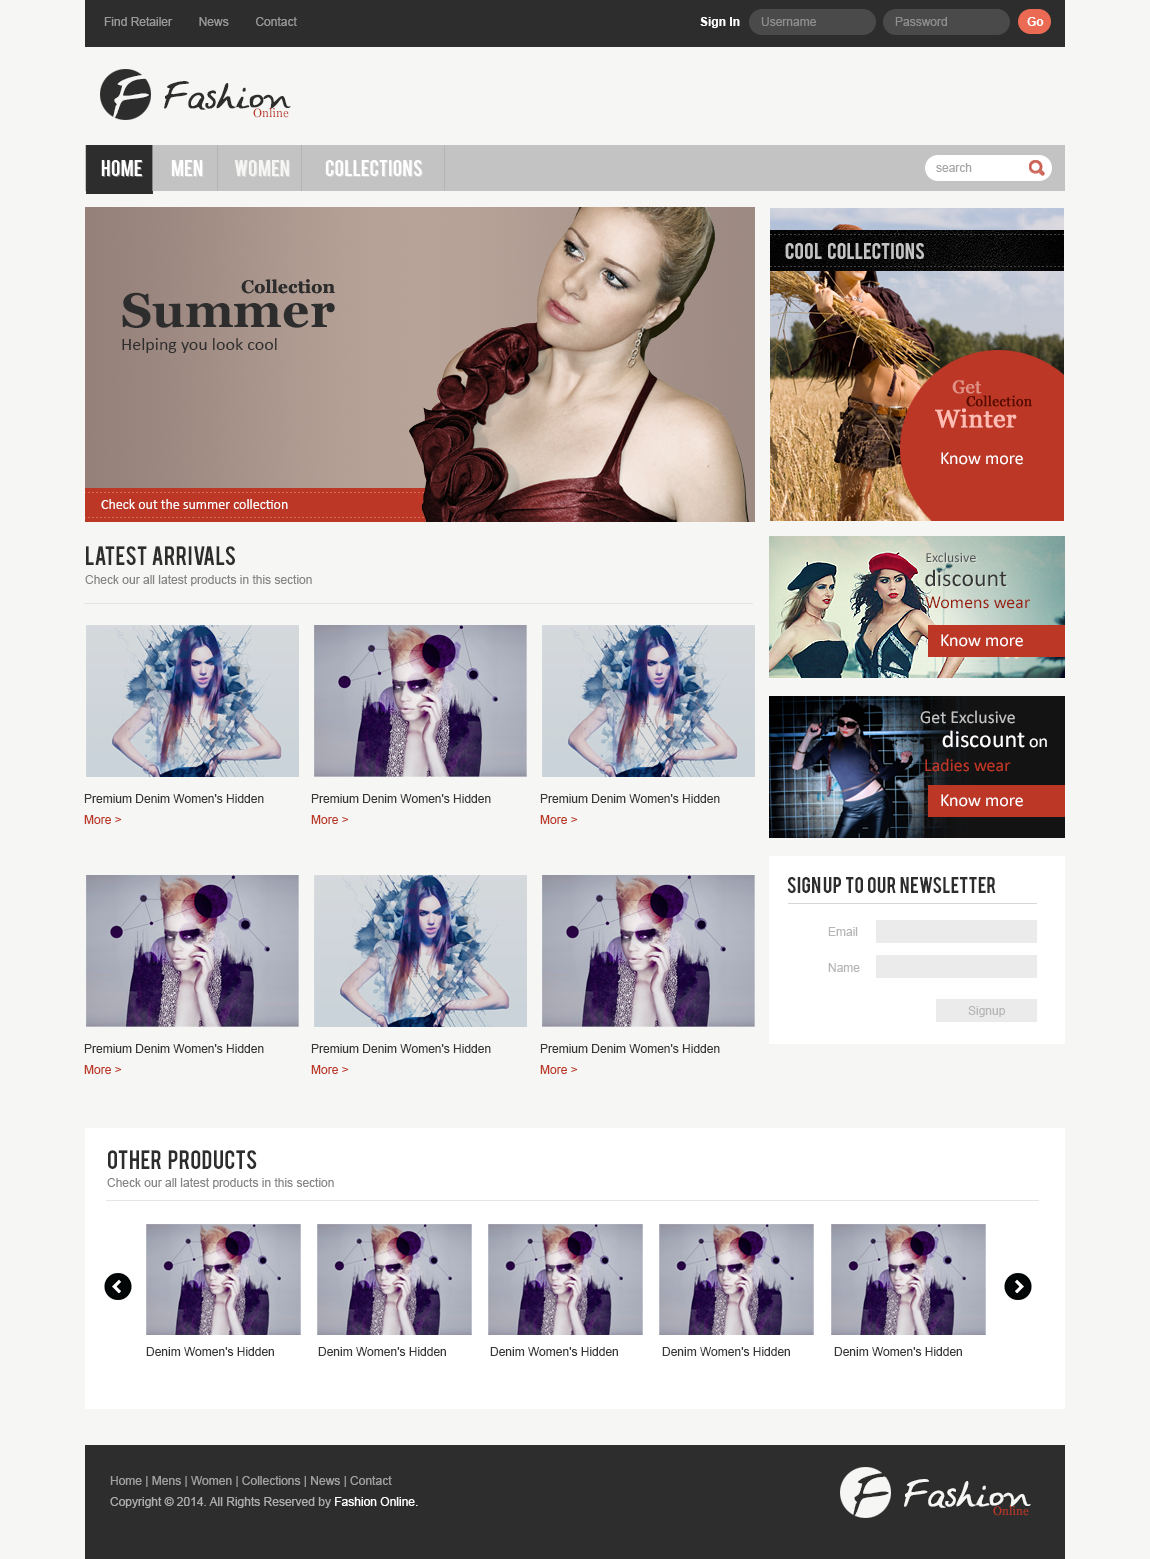 Find Retailer News Contact Sign In Username Password Go
F Fashion
Online
HOME MEN WOMEN COLLECTIONS search
Collection
Summer
Helping you look cool
Check out the summer collection
COOL COLLECTIONS
Get
Collection
Winter
Know more
Exclusive
discount
Womens wear
Know more
Get Exclusive
discount on
Ladies wear
Know more
LATEST ARRIVALS
Check our all latest products in this section
Premium Denim Women's Hidden
More >
Premium Denim Women's Hidden
More >
Premium Denim Women's Hidden
More >
Premium Denim Women's Hidden
More >
Premium Denim Women's Hidden
More >
Premium Denim Women's Hidden
More >
SIGNUP TO OUR NEWSLETTER
Email
Name
Signup
OTHER PRODUCTS
Check our all latest products in this section
Denim Women's Hidden
Denim Women's Hidden
Denim Women's Hidden
Denim Women's Hidden
Denim Women's Hidden
Home | Mens | Women | Collections | News | Contact
Copyright © 2014. All Rights Reserved by Fashion Online.
F Fashion
Online